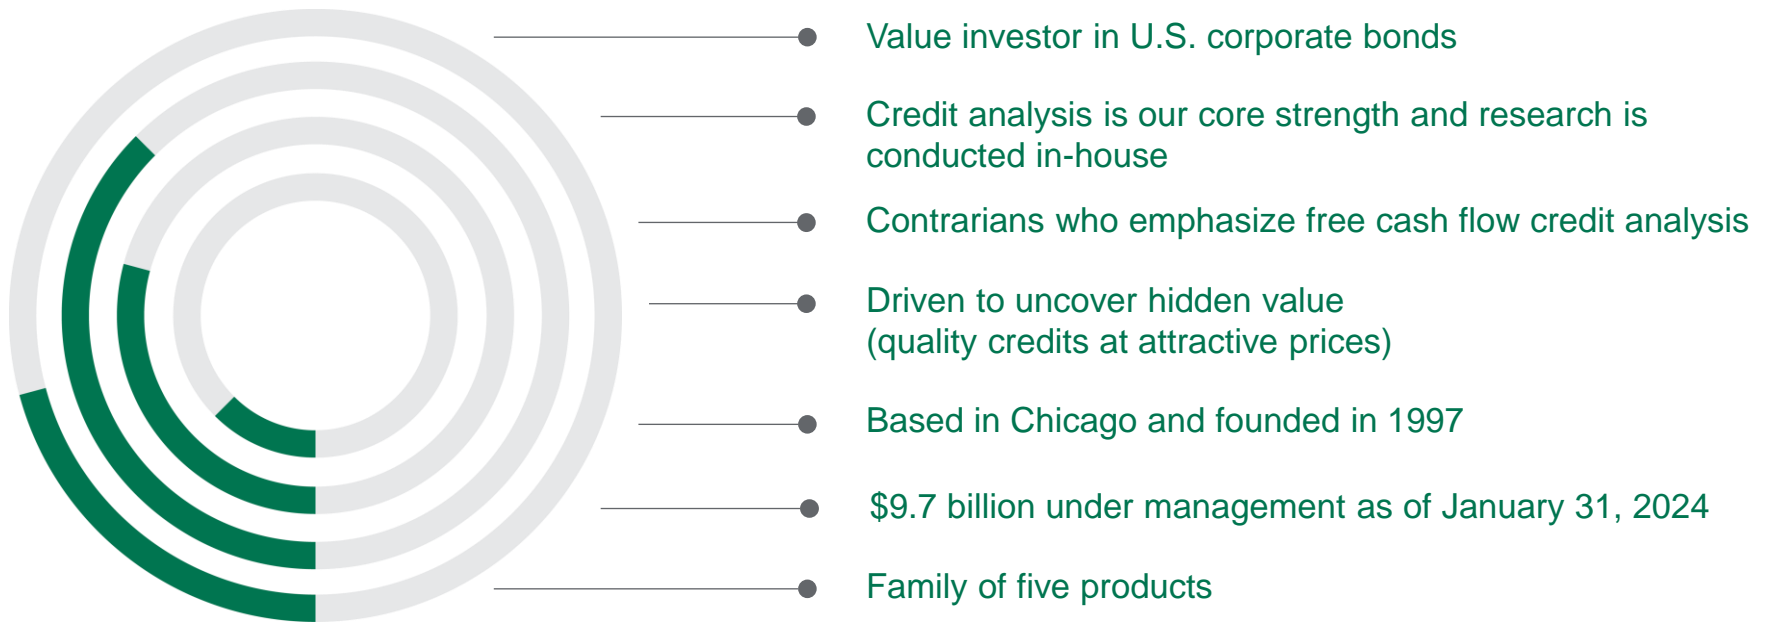 Value investor in U.S. corporate bonds
Credit analysis is our core strength and research is
conducted in-house
Contrarians who emphasize free cash flow credit analysis
Driven to uncover hidden value
(quality credits at attractive prices)
Based in Chicago and founded in 1997
$9.7 billion under management as of January 31, 2024
Family of five products